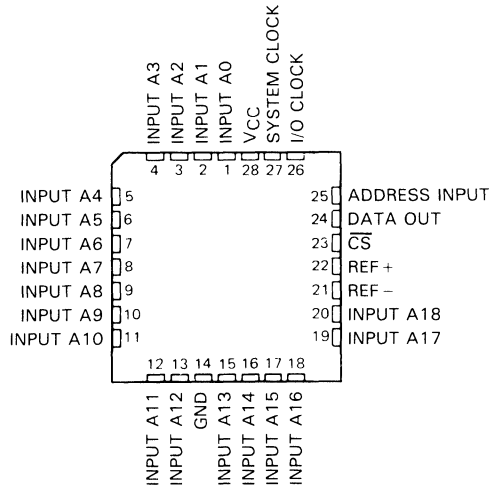 INPUT A3
INPUT A2
INPUT A1
INPUT A0
VCC
SYSTEM CLOCK
I/O CLOCK
4 3 2 1 28 27 26
INPUT A4 5
INPUT A5 6
INPUT A6 7
INPUT A7 8
INPUT A8 9
INPUT A9 10
INPUT A10 11
25 ADDRESS INPUT
24 DATA OUT
23 C̅S̅
22 REF+
21 REF−
20 INPUT A18
19 INPUT A17
12 13 14 15 16 17 18
INPUT A11
INPUT A12
GND
INPUT A13
INPUT A14
INPUT A15
INPUT A16